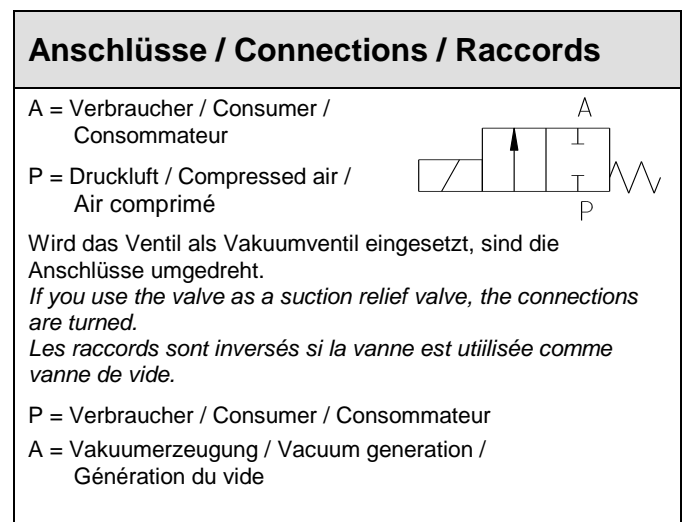 Anschlüsse / Connections / Raccords
A = Verbraucher / Consumer /
Consommateur
P = Druckluft / Compressed air /
Air comprimé
A
P
Wird das Ventil als Vakuumventil eingesetzt, sind die
Anschlüsse umgedreht.
If you use the valve as a suction relief valve, the connections
are turned.
Les raccords sont inversés si la vanne est utiilisée comme
vanne de vide.
P = Verbraucher / Consumer / Consommateur
A = Vakuumerzeugung / Vacuum generation /
Génération du vide